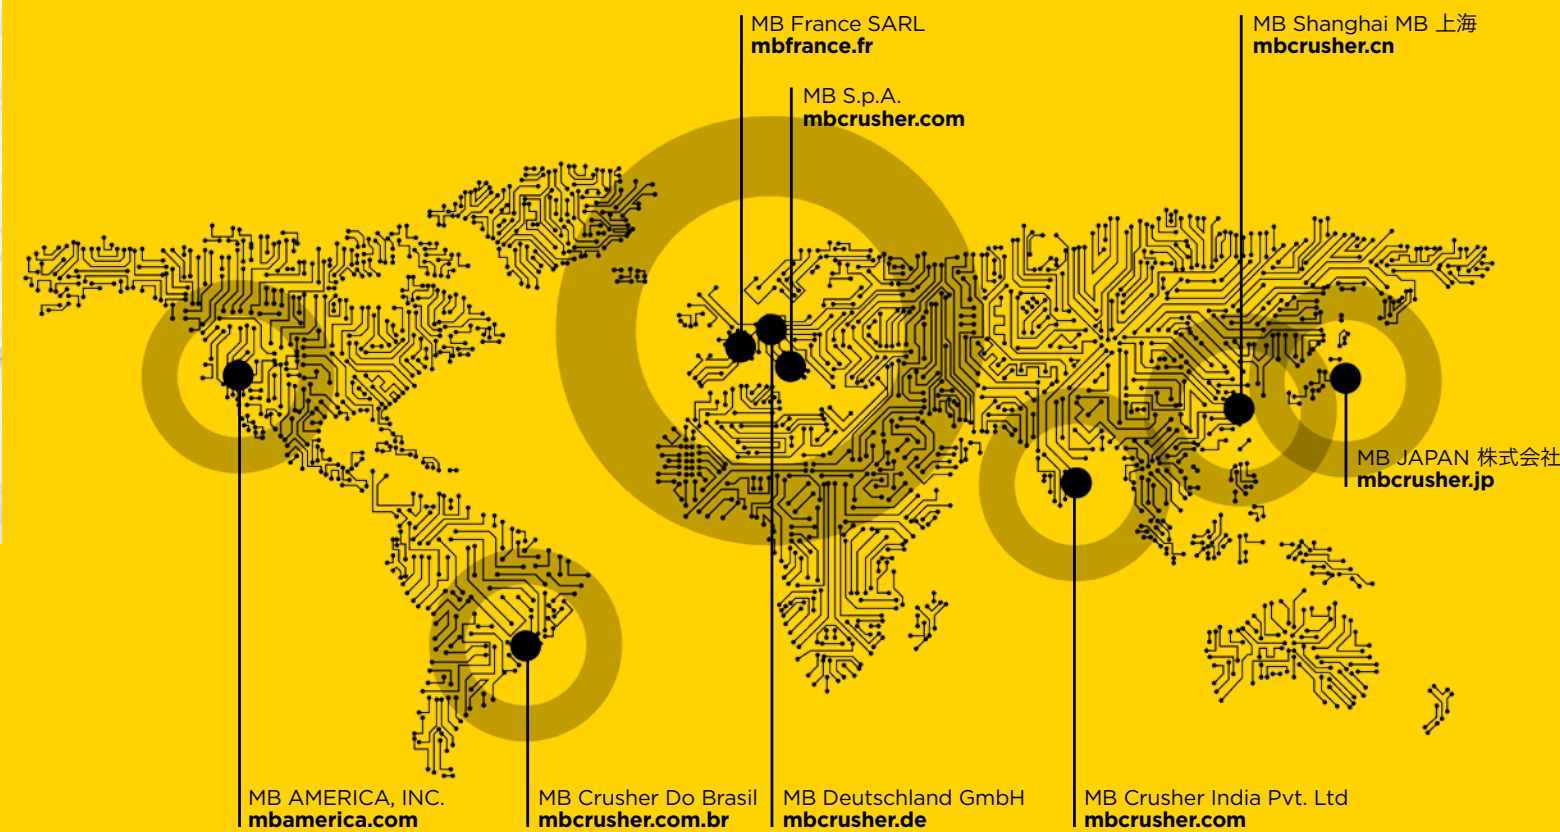 MB France SARL
mbfrance.fr
MB Shanghai MB 上海
mbcrusher.cn
MB S.p.A.
mbcrusher.com
MB JAPAN 株式会社
mbcrusher.jp
MB AMERICA, INC.
mbamerica.com
MB Crusher Do Brasil
mbcrusher.com.br
MB Deutschland GmbH
mbcrusher.de
MB Crusher India Pvt. Ltd
mbcrusher.com